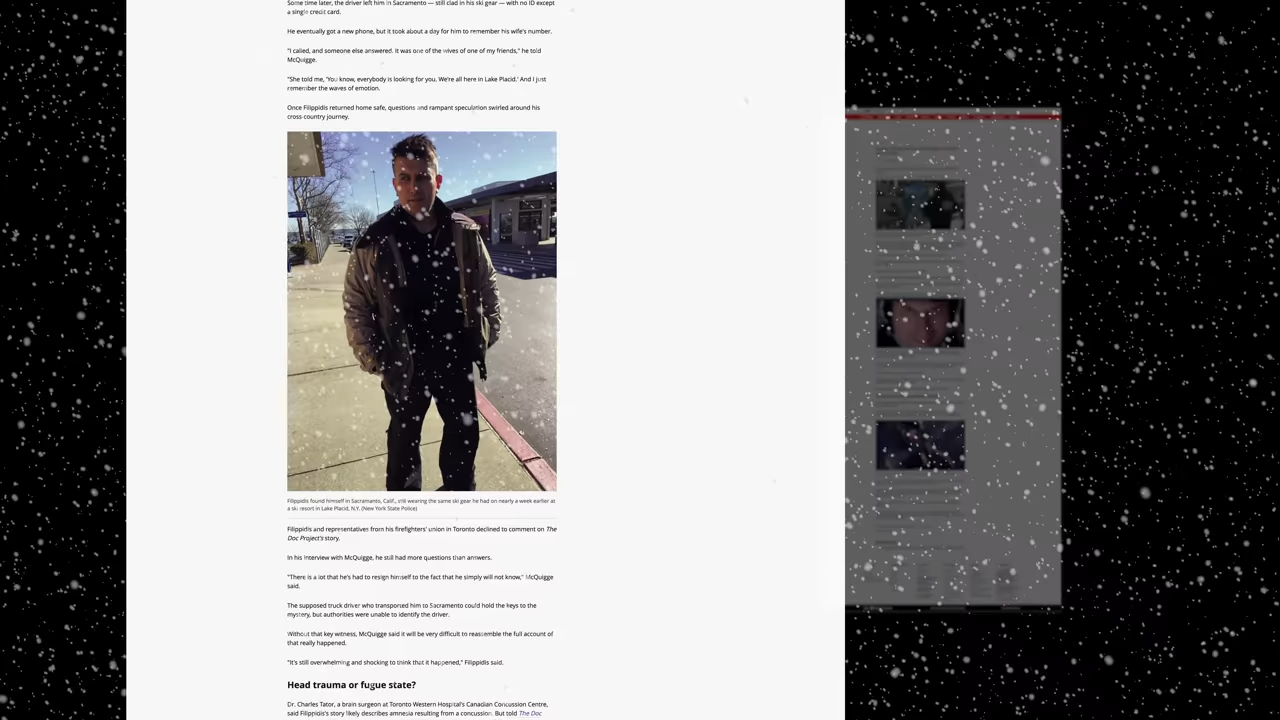 Some time later, the driver left him in Sacramento — still clad in his ski gear — with no ID except
a single credit card.
He eventually got a new phone, but it took about a day for him to remember his wife's number.
"I called, and someone else answered. It was one of the wives of one of my friends," he told
McQuigge.
"She told me, 'You know, everybody is looking for you. We're all here in Lake Placid.' And I just
remember the waves of emotion.
Once Filippidis returned home safe, questions and rampant speculation swirled around his
cross-country journey.
Filippidis found himself in Sacramanto, Calif., still wearing the same ski gear he had on nearly a week earlier at
a ski resort in Lake Placid, N.Y. (New York State Police)
Filippidis and representatives from his firefighters' union in Toronto declined to comment on The
Doc Project's story.
In his interview with McQuigge, he still had more questions than answers.
"There is a lot that he's had to resign himself to the fact that he simply will not know," McQuigge
said.
The supposed truck driver who transported him to Sacramento could hold the keys to the
mystery, but authorities were unable to identify the driver.
Without that key witness, McQuigge said it will be very difficult to reassemble the full account of
that really happened.
"It's still overwhelming and shocking to think that it happened," Filippidis said.
Head trauma or fugue state?
Dr. Charles Tator, a brain surgeon at Toronto Western Hospital's Canadian Concussion Centre,
said Filippidis's story likely describes amnesia resulting from a concussion. But told The Doc